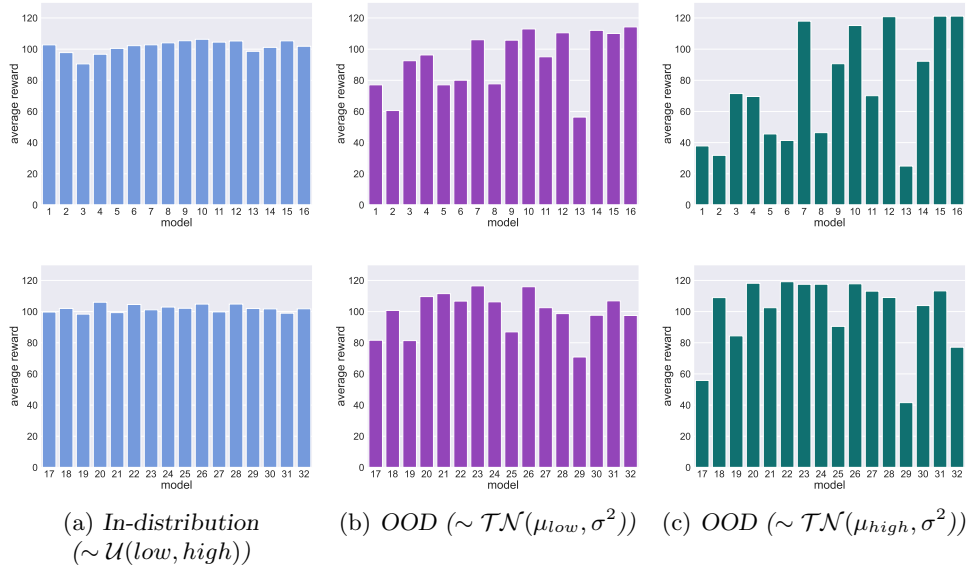 average reward
120
100
80
60
40
20
0
1 2 3 4 5 6 7 8 9 10 11 12 13 14 15 16
model
average reward
120
100
80
60
40
20
0
1 2 3 4 5 6 7 8 9 10 11 12 13 14 15 16
model
average reward
120
100
80
60
40
20
0
1 2 3 4 5 6 7 8 9 10 11 12 13 14 15 16
model
average reward
120
100
80
60
40
20
0
17 18 19 20 21 22 23 24 25 26 27 28 29 30 31 32
model
average reward
120
100
80
60
40
20
0
17 18 19 20 21 22 23 24 25 26 27 28 29 30 31 32
model
average reward
120
100
80
60
40
20
0
17 18 19 20 21 22 23 24 25 26 27 28 29 30 31 32
model
(a) In-distribution
(∼ 𝒰(low, high))
(b) OOD (∼ 𝒯𝒩(μ_low, σ²))
(c) OOD (∼ 𝒯𝒩(μ_high, σ²))